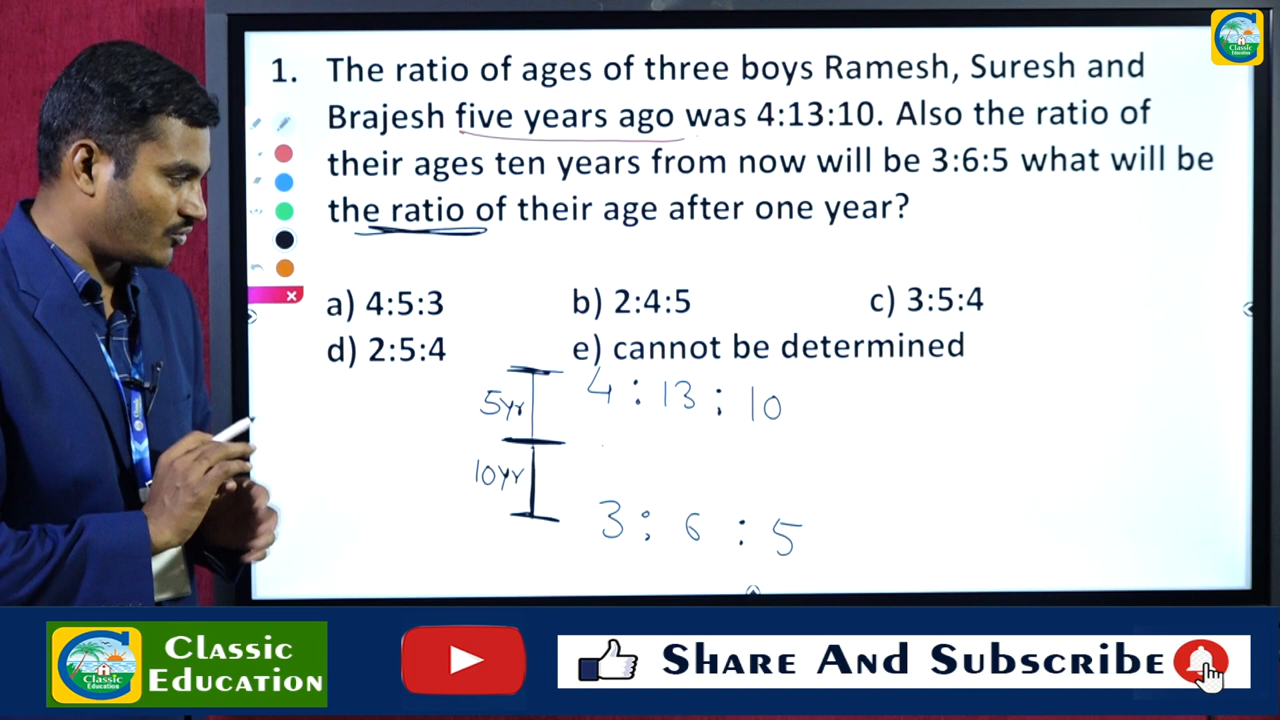 Classic
Education
1. The ratio of ages of three boys Ramesh, Suresh and
Brajesh five years ago was 4:13:10. Also the ratio of
their ages ten years from now will be 3:6:5 what will be
the ratio of their age after one year?
a) 4:5:3 b) 2:4:5 c) 3:5:4
d) 2:5:4 e) cannot be determined
5yr 4 : 13 : 10
10yr
3 : 6 : 5
Classic
Education
CLASSIC
EDUCATION
SHARE AND SUBSCRIBE